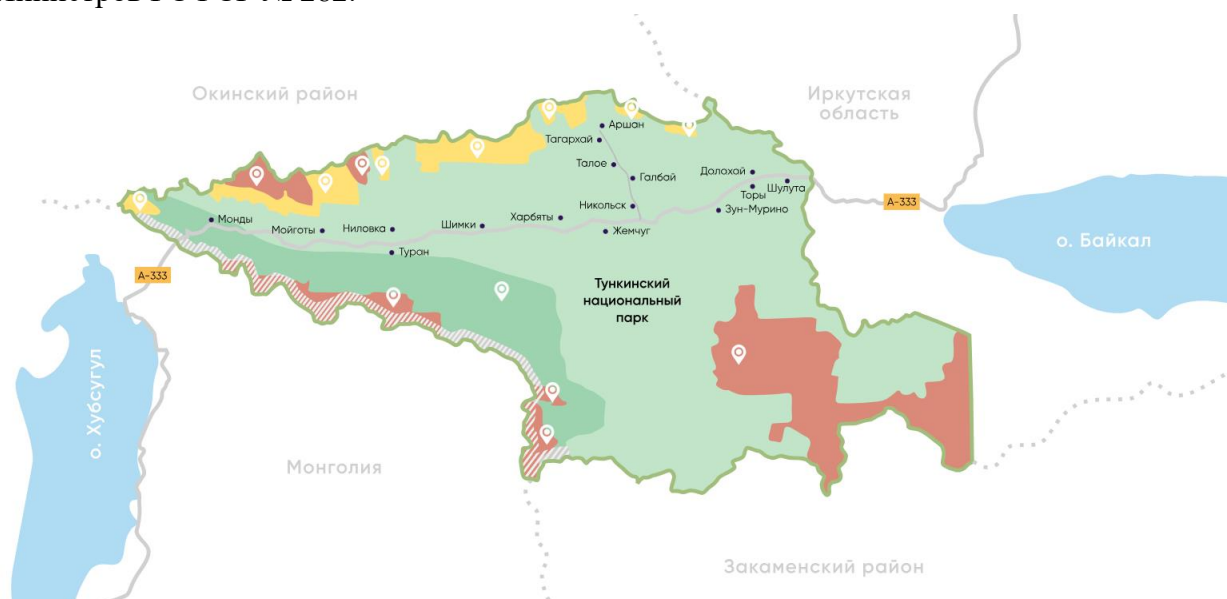 Окинский район
Иркутская
область
Аршан
Тагархай
Талое
Галбай
Долохой
Торы
Шулута
Никольск
Зун-Мурино
А-333
Харбяты
Жемчуг
Монды
Мойготы
Ниловка
Шимки
Туран
о. Байкал
А-333
Тункинский
национальный
парк
о. Хубсугул
Монголия
Закаменский район